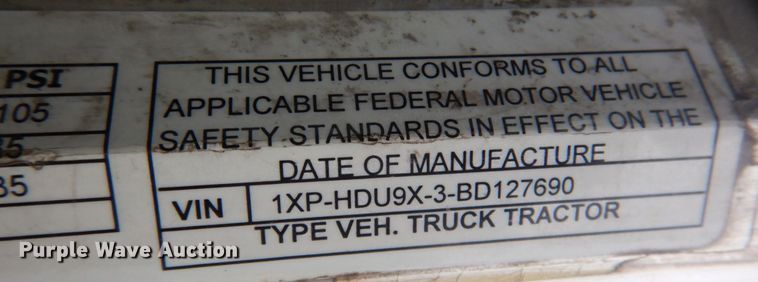 PSI
105
35
85
THIS VEHICLE CONFORMS TO ALL
APPLICABLE FEDERAL MOTOR VEHICLE
SAFETY STANDARDS IN EFFECT ON THE
DATE OF MANUFACTURE
VIN 1XP-HDU9X-3-BD127690
TYPE VEH. TRUCK TRACTOR
Purple Wave Auction